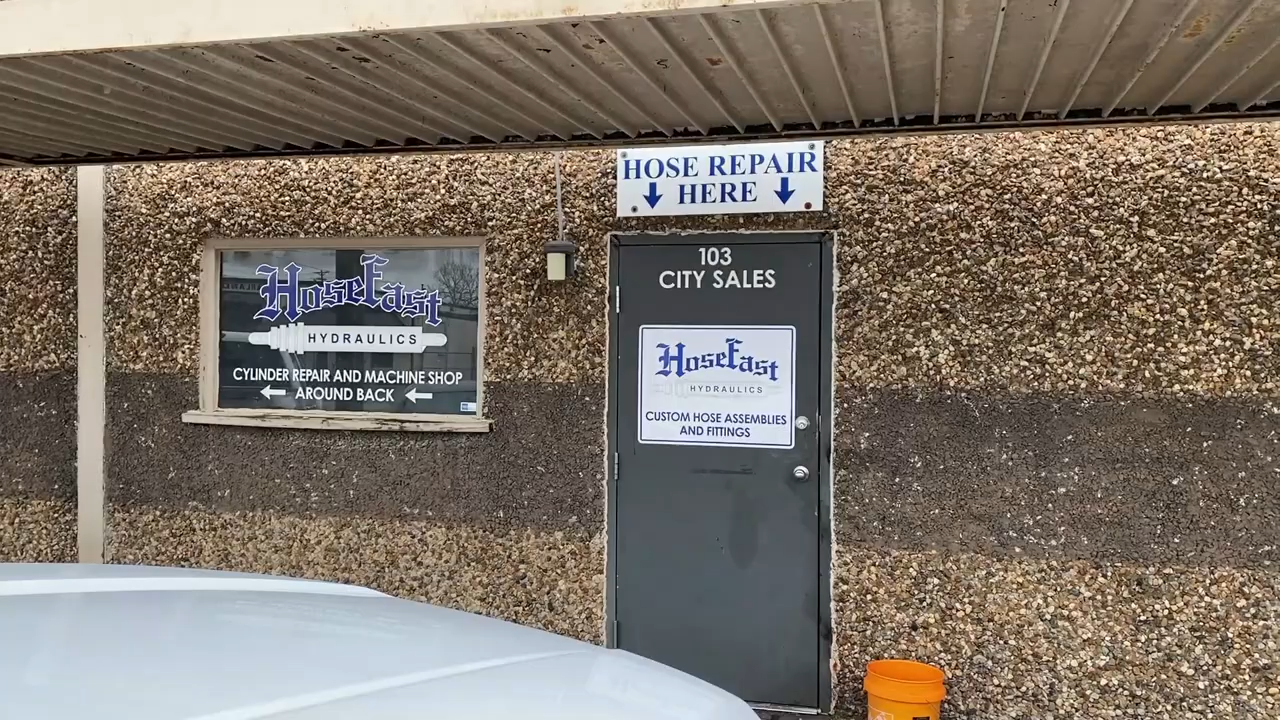 HOSE REPAIR
HERE
103
CITY SALES
HoseEast
HYDRAULICS
CYLINDER REPAIR AND MACHINE SHOP
AROUND BACK
HoseEast
HYDRAULICS
CUSTOM HOSE ASSEMBLIES
AND FITTINGS